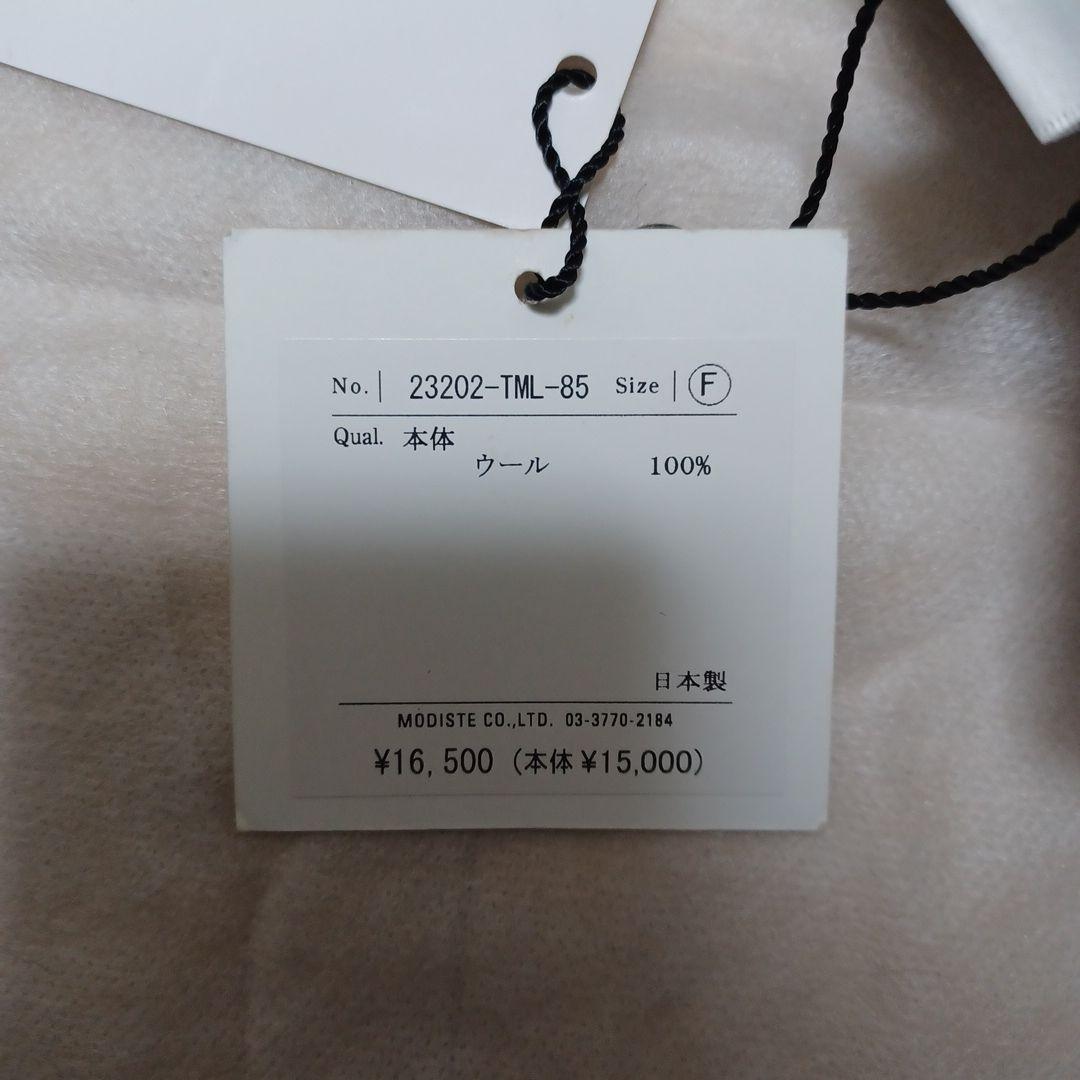 No. 23202-TML-85 Size Ⓕ
Qual. 本体
ウール 100%
日本製
MODISTE CO.,LTD. 03-3770-2184
¥16,500 (本体¥15,000)